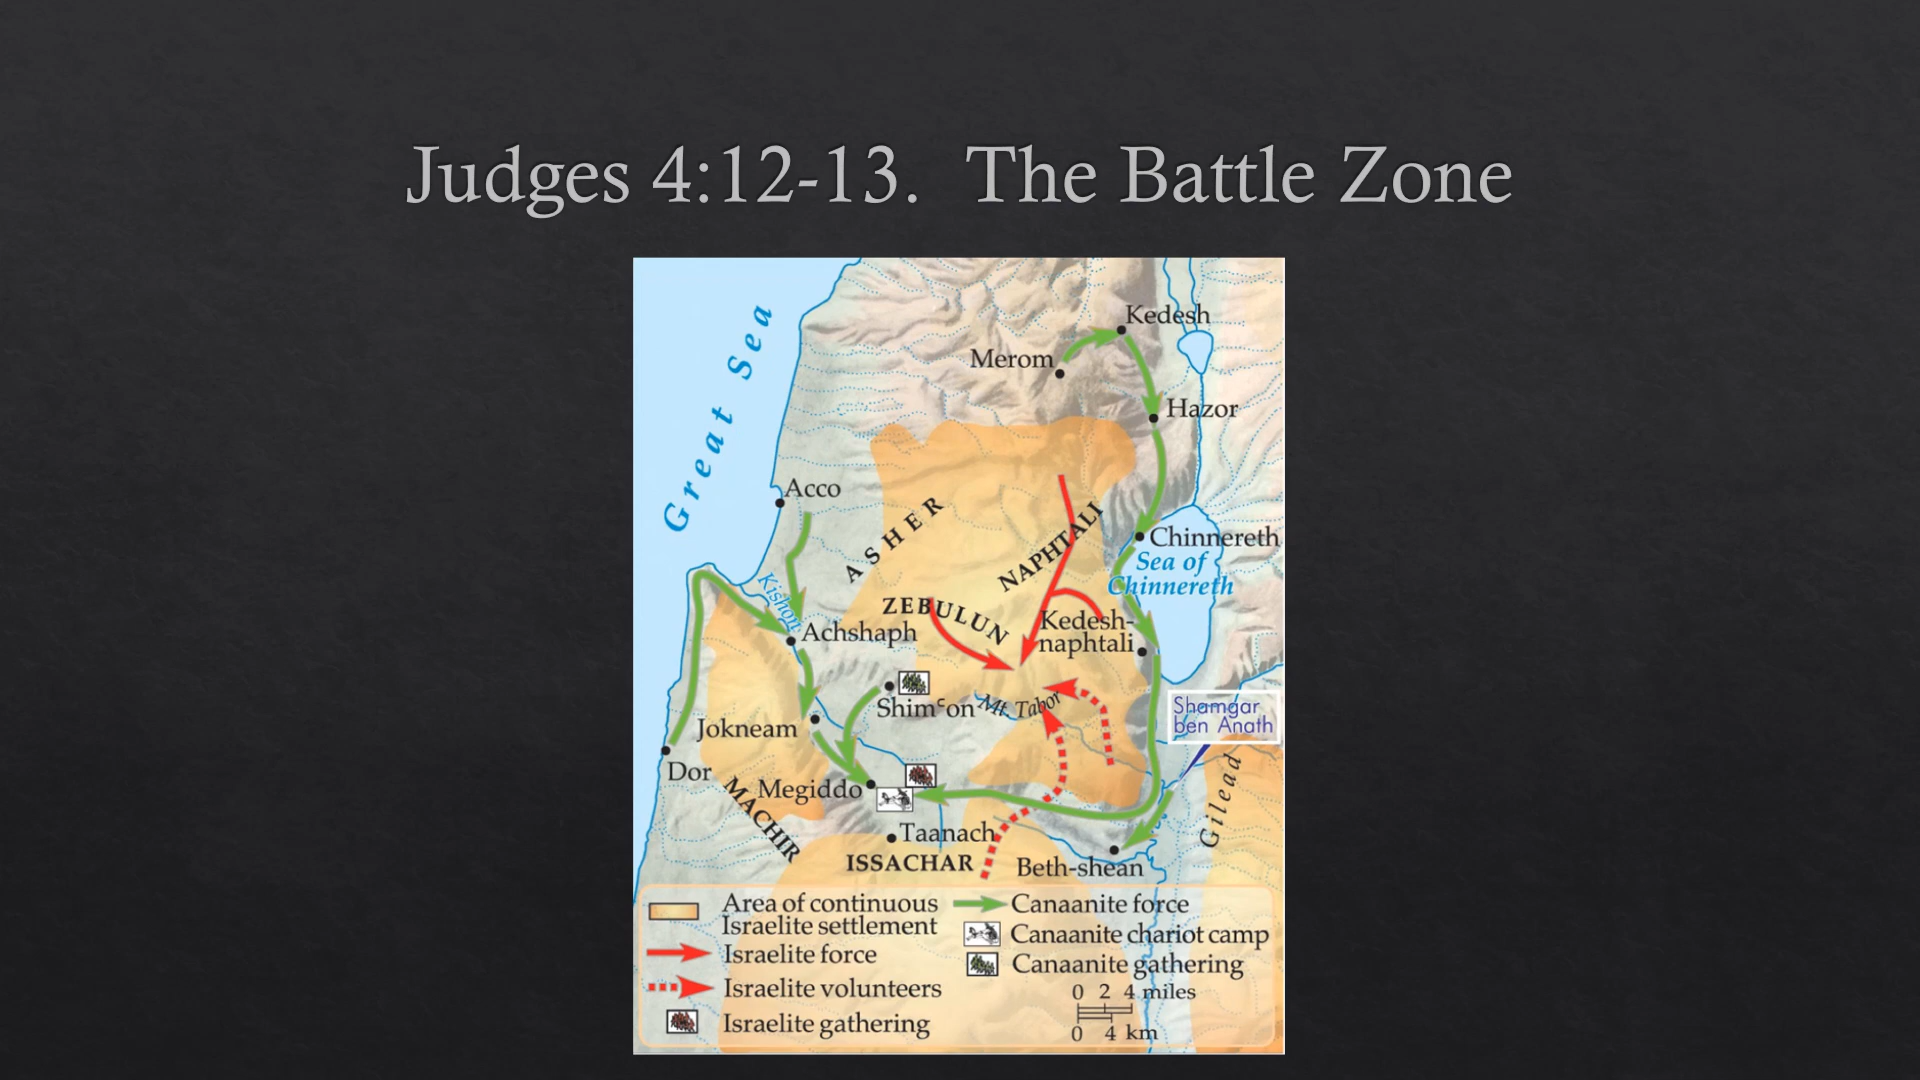 Judges 4:12-13.  The Battle Zone
Great Sea
Kedesh
Merom
Hazor
Acco
ASHER
NAPHTALI
Chinnereth
Sea of
Chinnereth
Kishon
ZEBULUN
Achshaph
Kedesh-
naphtali
Shimᶜon
Mt. Tabor
Shamgar
ben Anath
Jokneam
Dor
Megiddo
MACHIR
Gilead
Taanach
ISSACHAR
Beth-shean
Area of continuous
Israelite settlement
Israelite force
Israelite volunteers
Israelite gathering
Canaanite force
Canaanite chariot camp
Canaanite gathering
0 2 4 miles
0 4 km